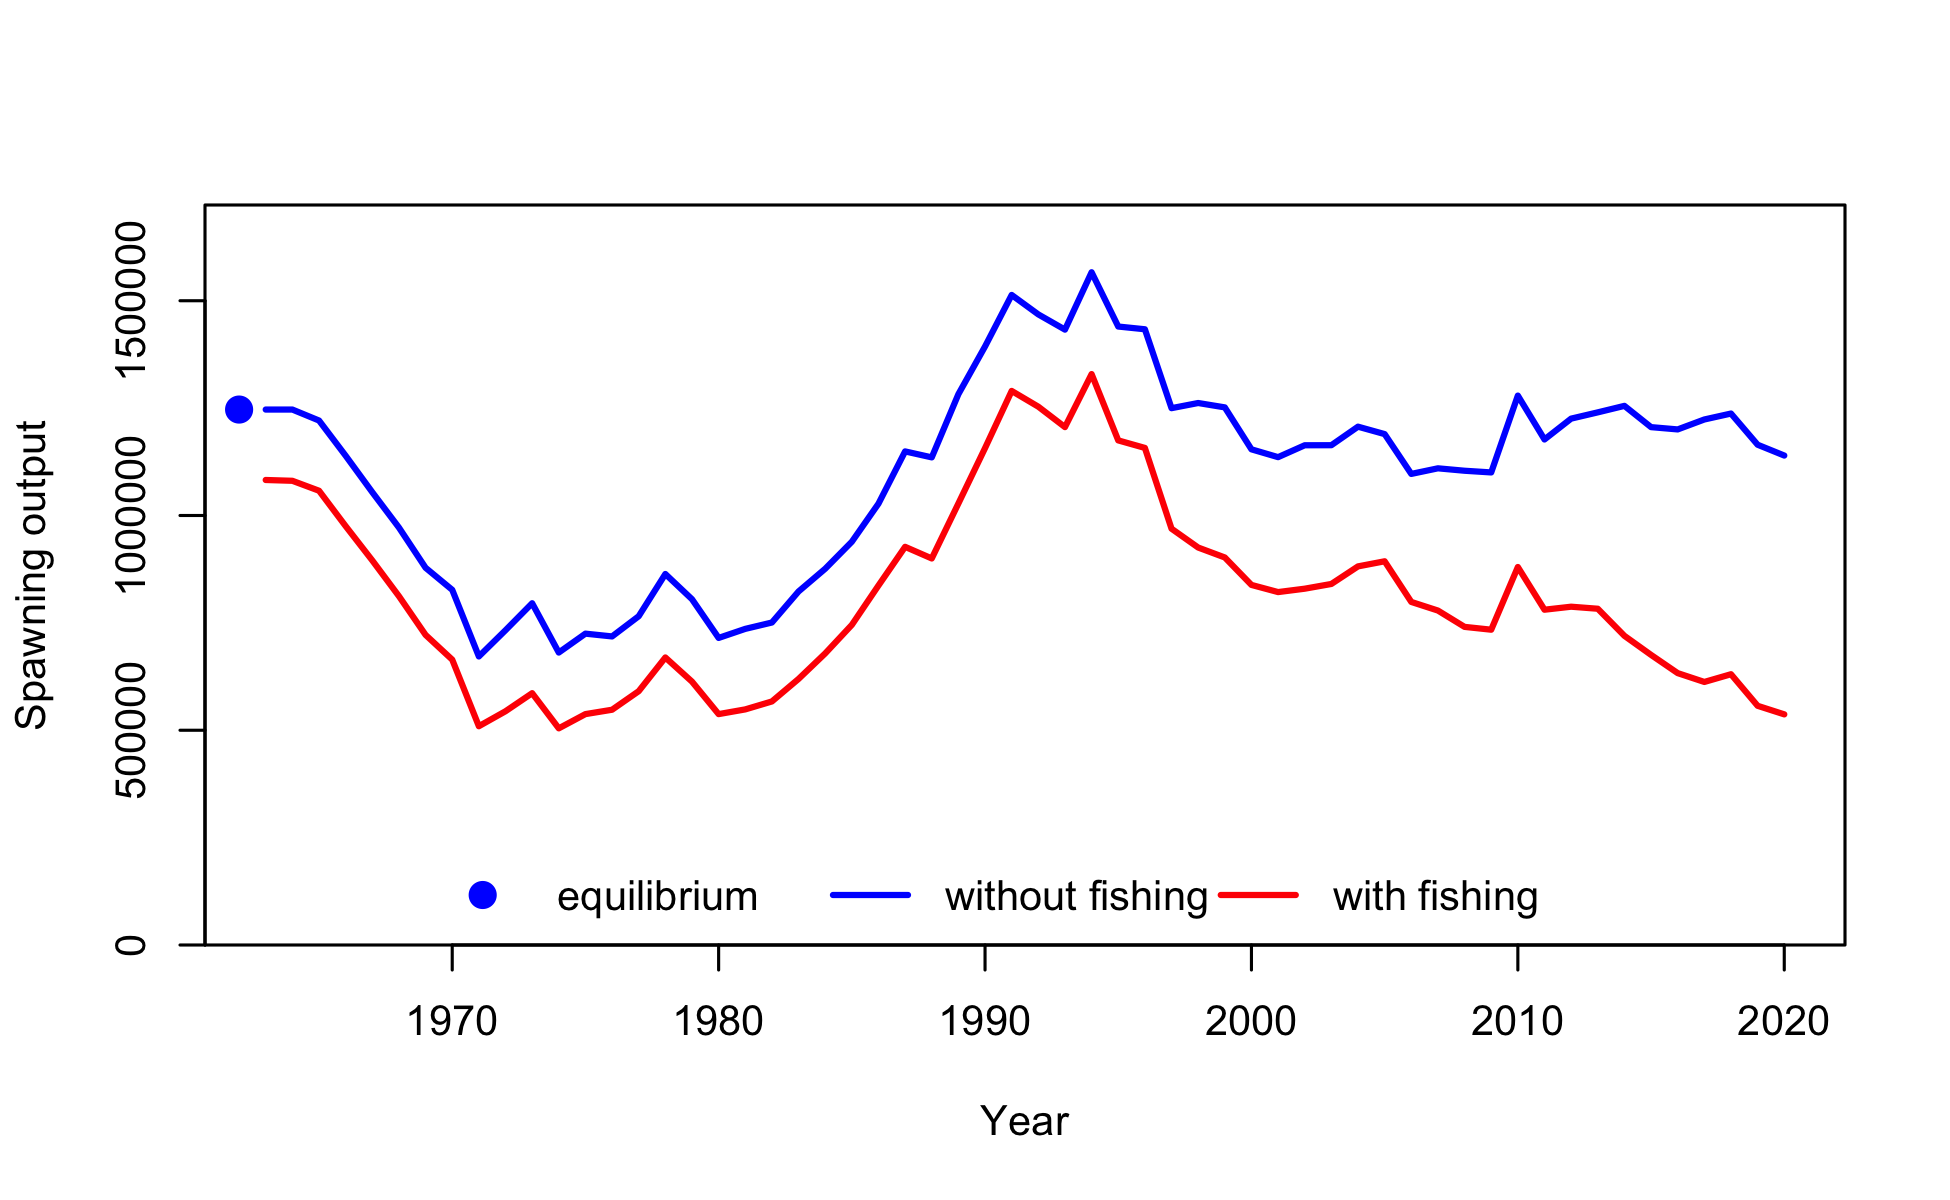 Spawning output
1500000
1000000
500000
0
equilibrium
without fishing
with fishing
1970 1980 1990 2000 2010 2020
Year